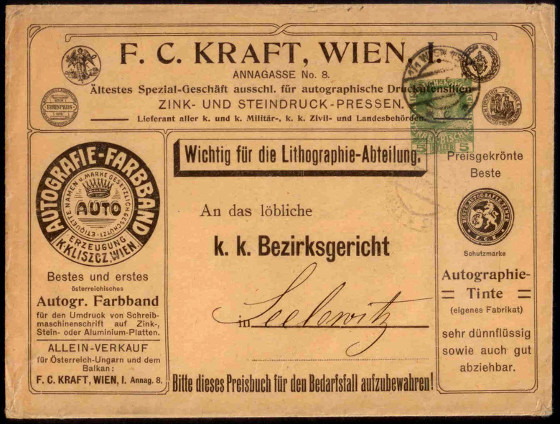 F. C. KRAFT, WIEN, I.
ANNAGASSE No. 8.
Ältestes Spezial-Geschäft ausschl. für autographische Druckutensilien
ZINK- UND STEINDRUCK-PRESSEN.
Lieferant aller k. und k. Militär-, k. k. Zivil- und Landesbehörden.
Wichtig für die Lithographie-Abteilung.
AUTOGRAFIE-FARBBAND
AUTO
ERZEUGUNG
K. KLISZCZ, WIEN
Bestes und erstes
österreichisches
Autogr. Farbband
für den Umdruck von Schreib-
maschinenschrift auf Zink-,
Stein- oder Aluminium-Platten.
ALLEIN-VERKAUF
für Österreich-Ungarn und dem
Balkan:
F. C. KRAFT, WIEN, I. Annag. 8.
An das löbliche
k. k. Bezirksgericht
in Seelowitz
Bitte dieses Preisbuch für den Bedarfsfall aufzubewahren!
Preisgekrönte
Beste
Schutzmarke
Autographie-
Tinte
(eigenes Fabrikat)
sehr dünnflüssig
sowie auch gut
abziehbar.
5